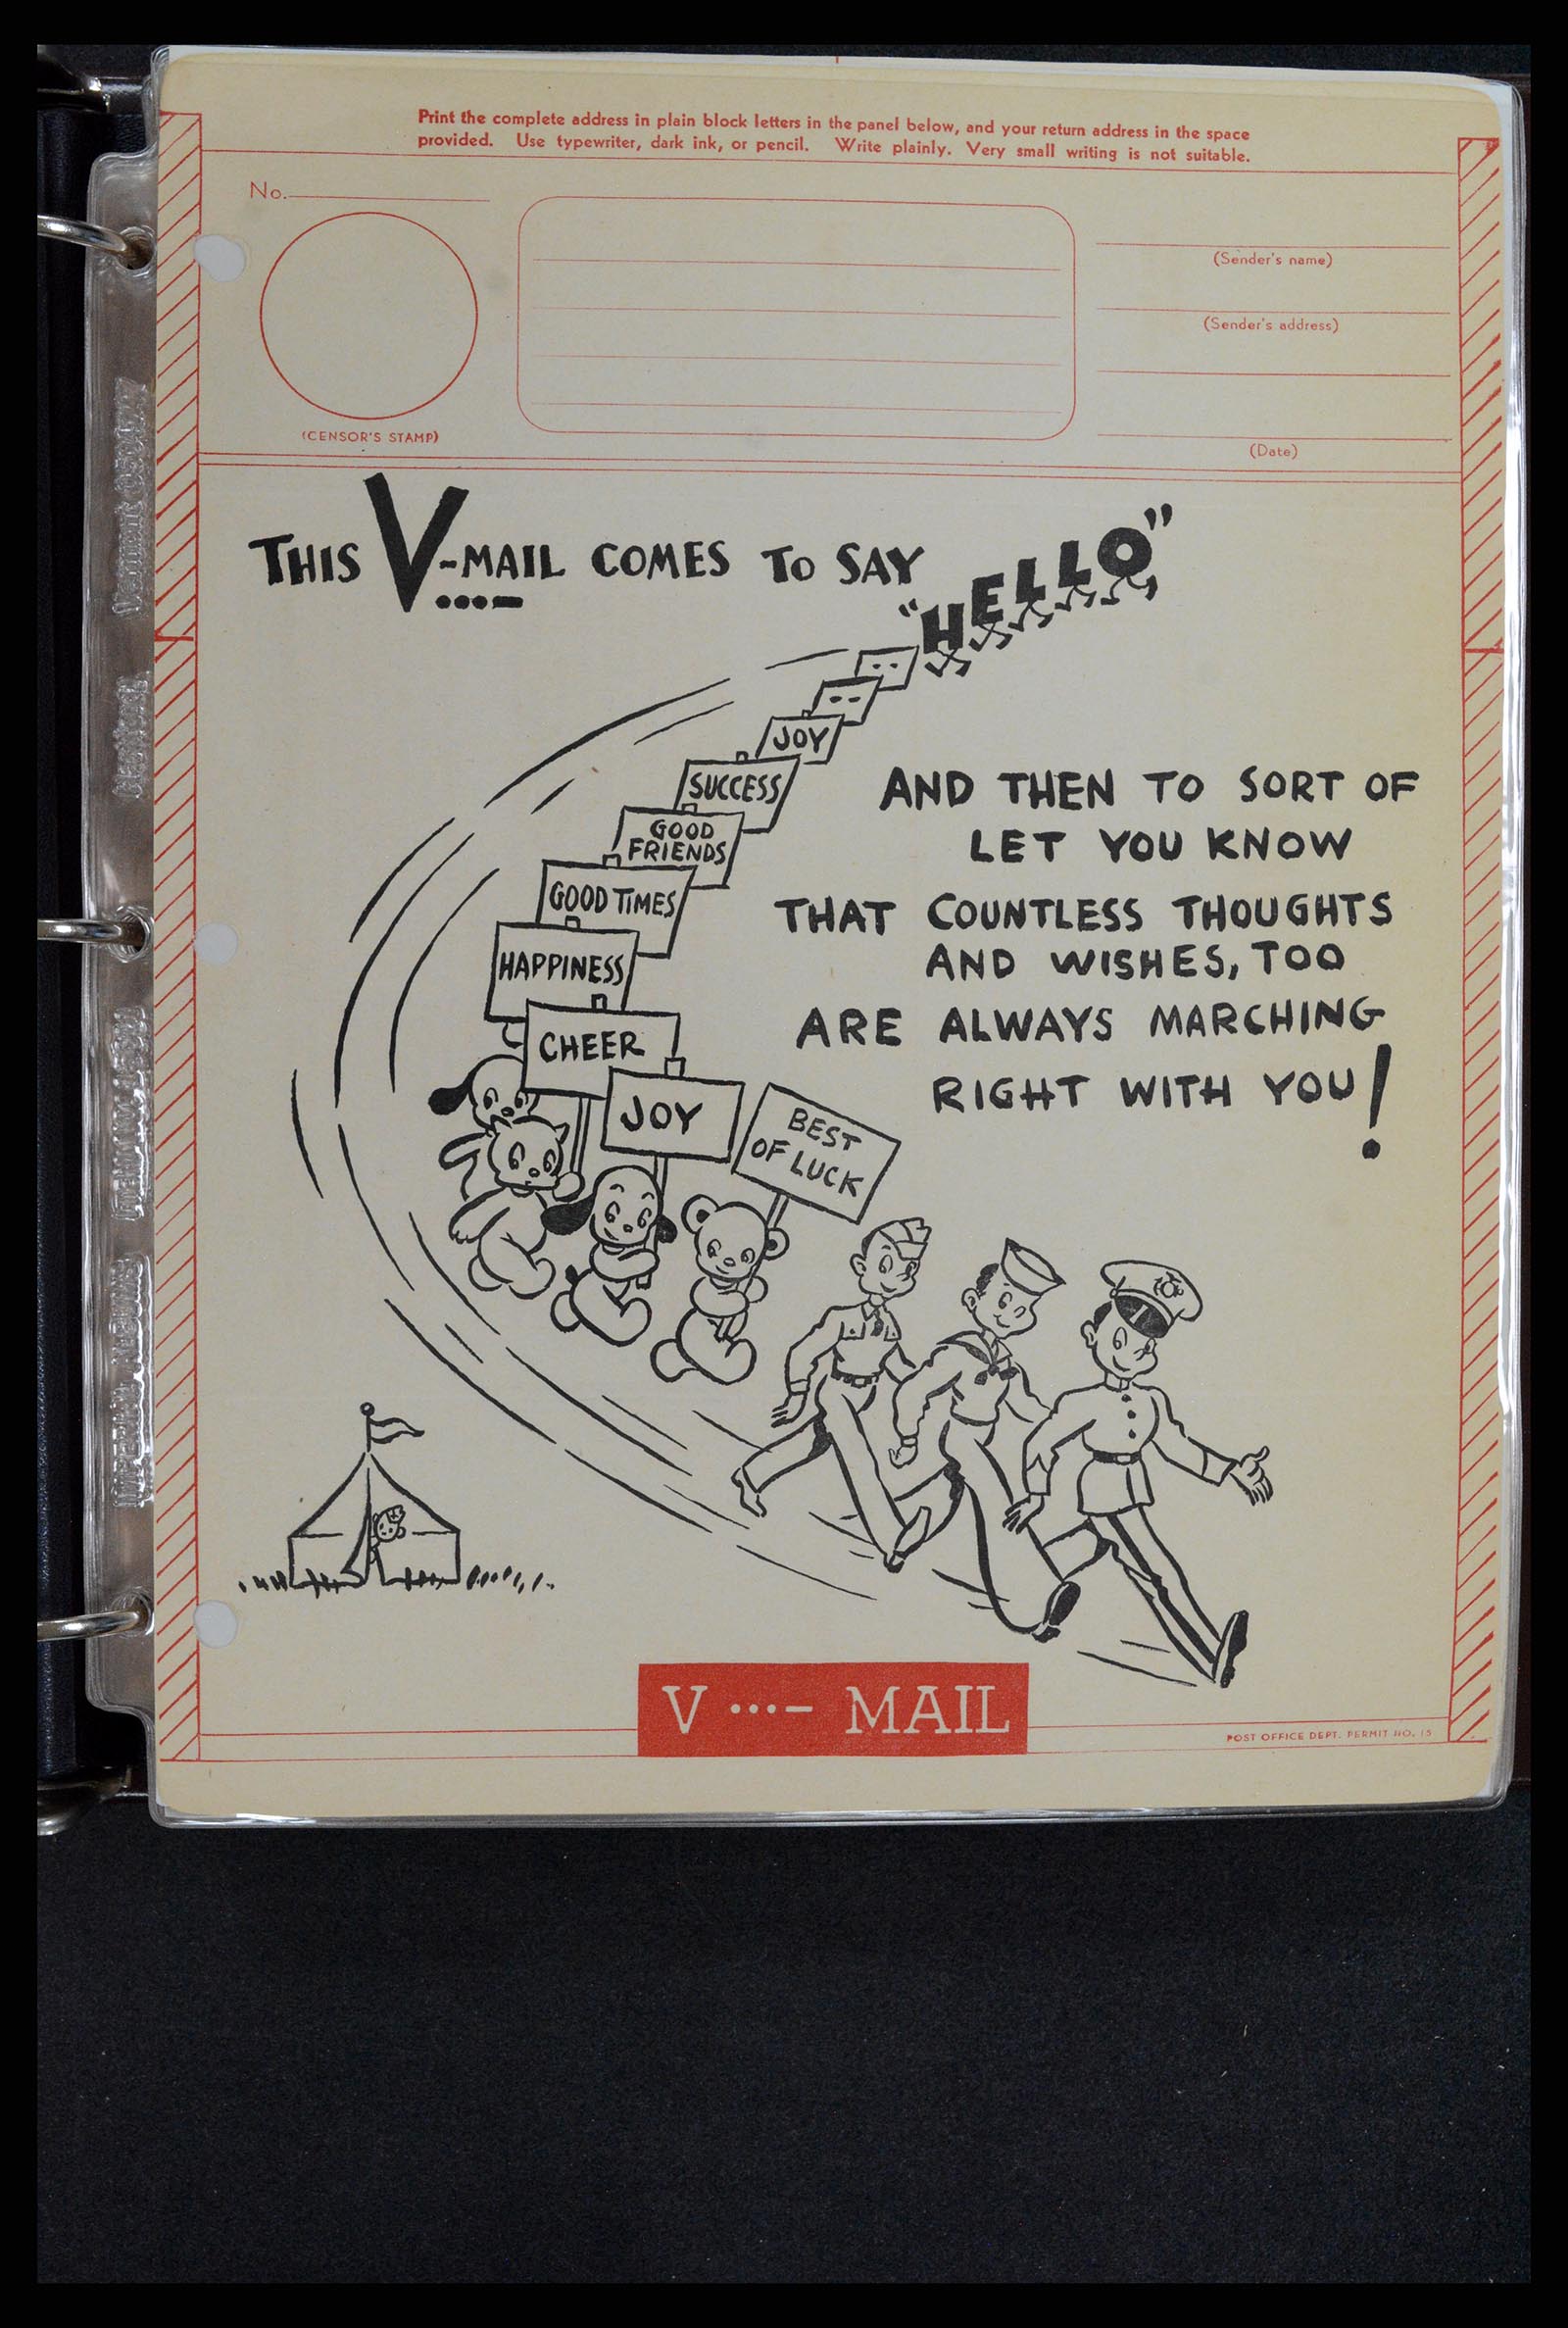 Print the complete address in plain block letters in the panel below, and your return address in the space
provided. Use typewriter, dark ink, or pencil. Write plainly. Very small writing is not suitable.
No.
(Sender's name)
(Sender's address)
(CENSOR'S STAMP)
(Date)
THIS V-MAIL COMES TO SAY
"HELLO"
JOY
SUCCESS
GOOD
FRIENDS
GOOD TIMES
HAPPINESS
CHEER
JOY
BEST
OF LUCK
AND THEN TO SORT OF
LET YOU KNOW
THAT COUNTLESS THOUGHTS
AND WISHES, TOO
ARE ALWAYS MARCHING
RIGHT WITH YOU!
V ...– MAIL
POST OFFICE DEPT. PERMIT NO. 15